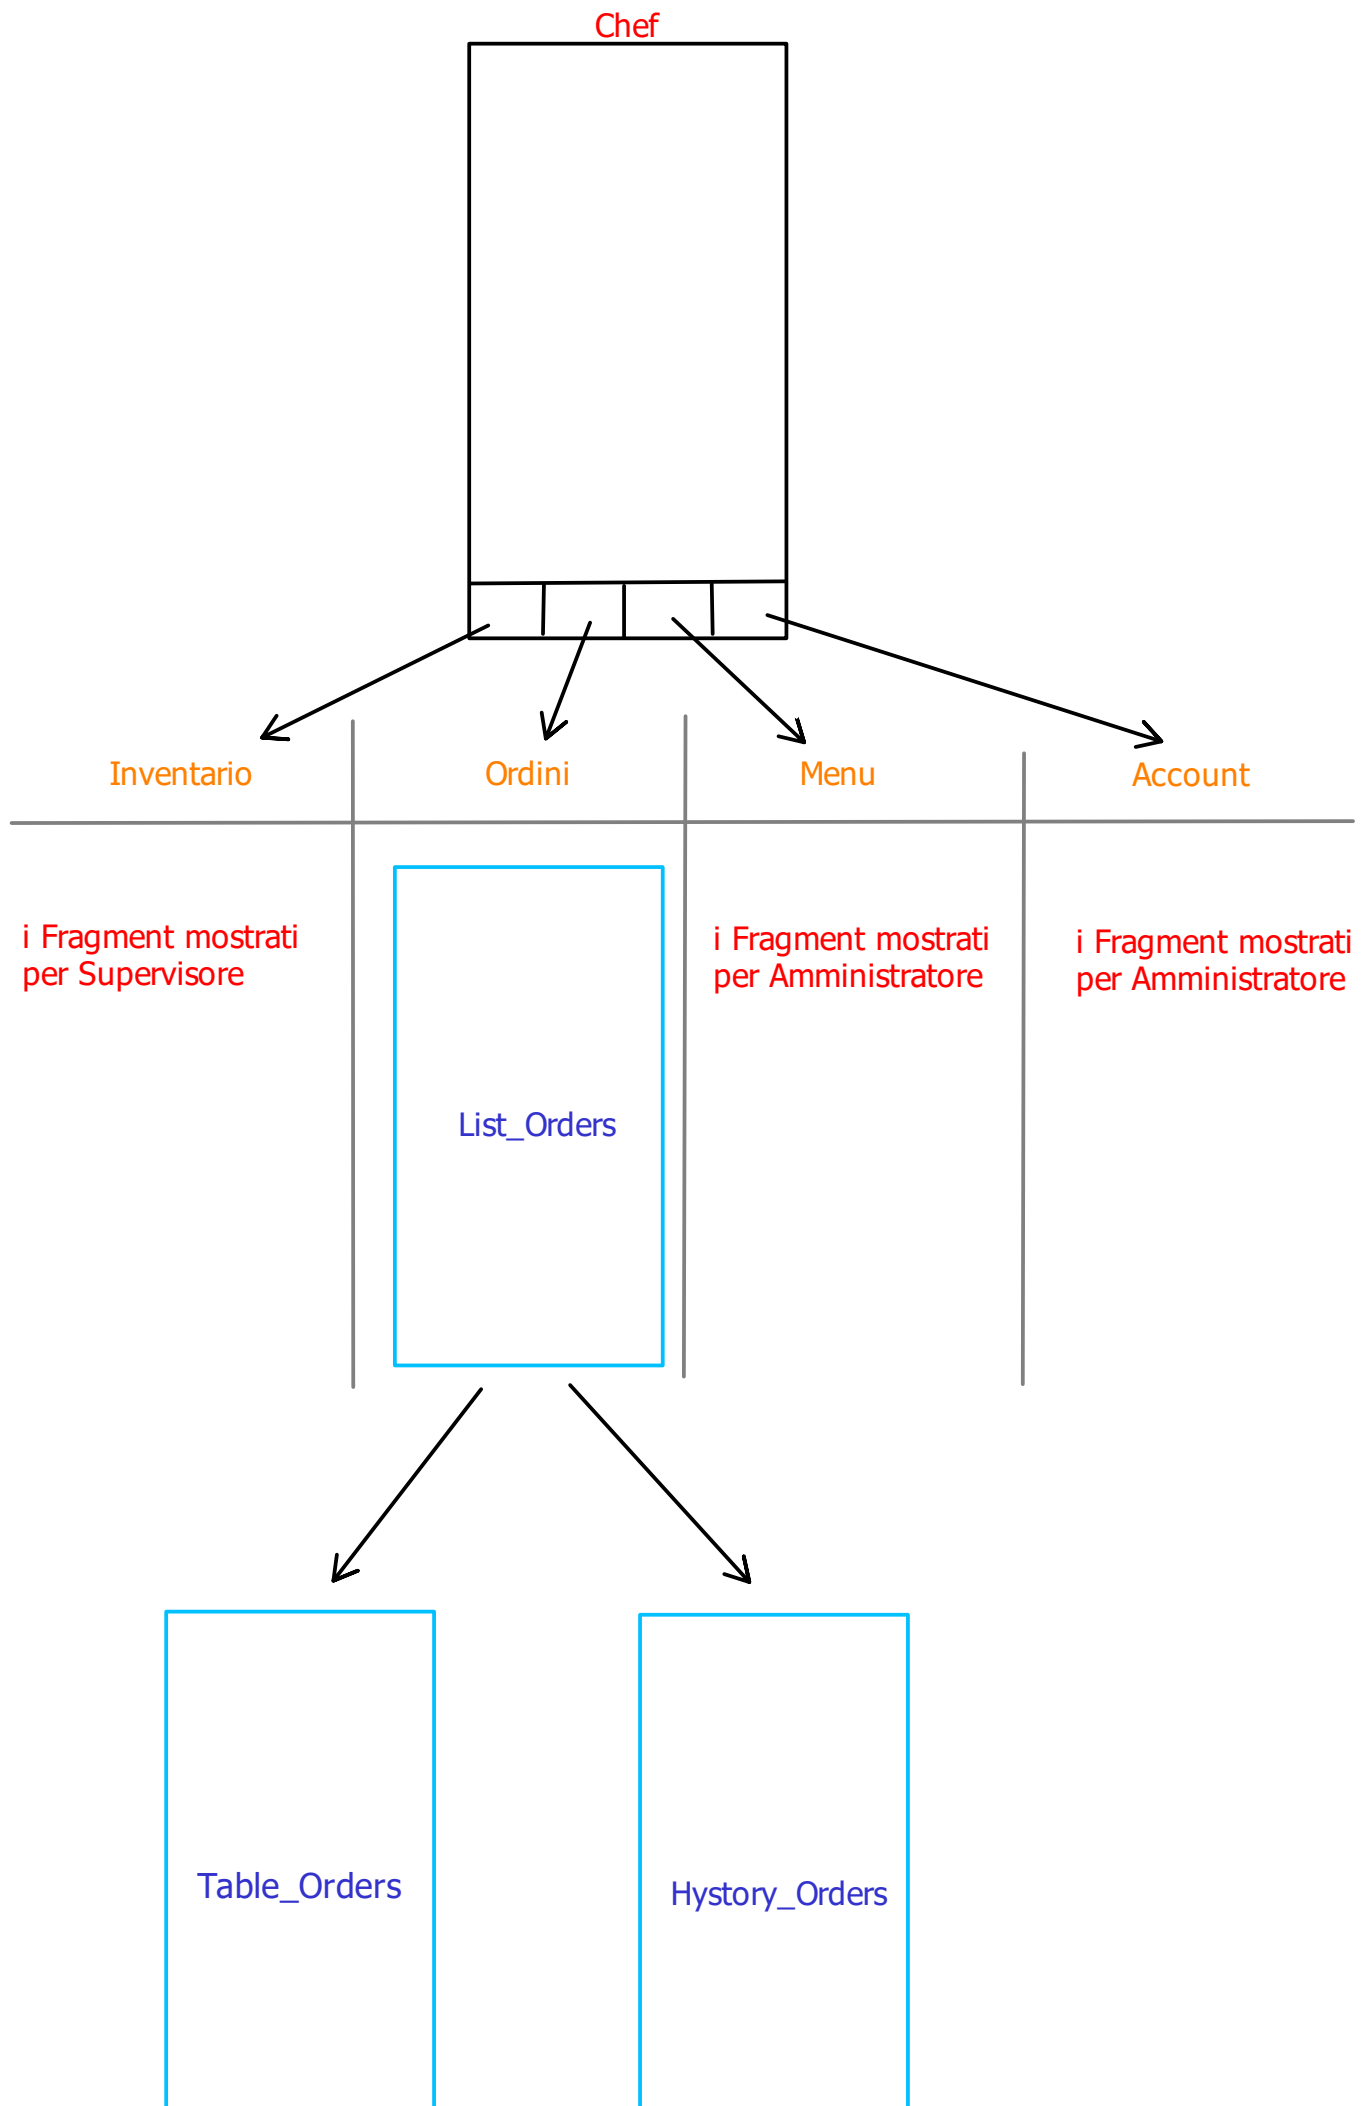 Chef
Inventario
Ordini
Menu
Account
i Fragment mostrati
per Supervisore
List_Orders
i Fragment mostrati
per Amministratore
i Fragment mostrati
per Amministratore
Table_Orders
Hystory_Orders